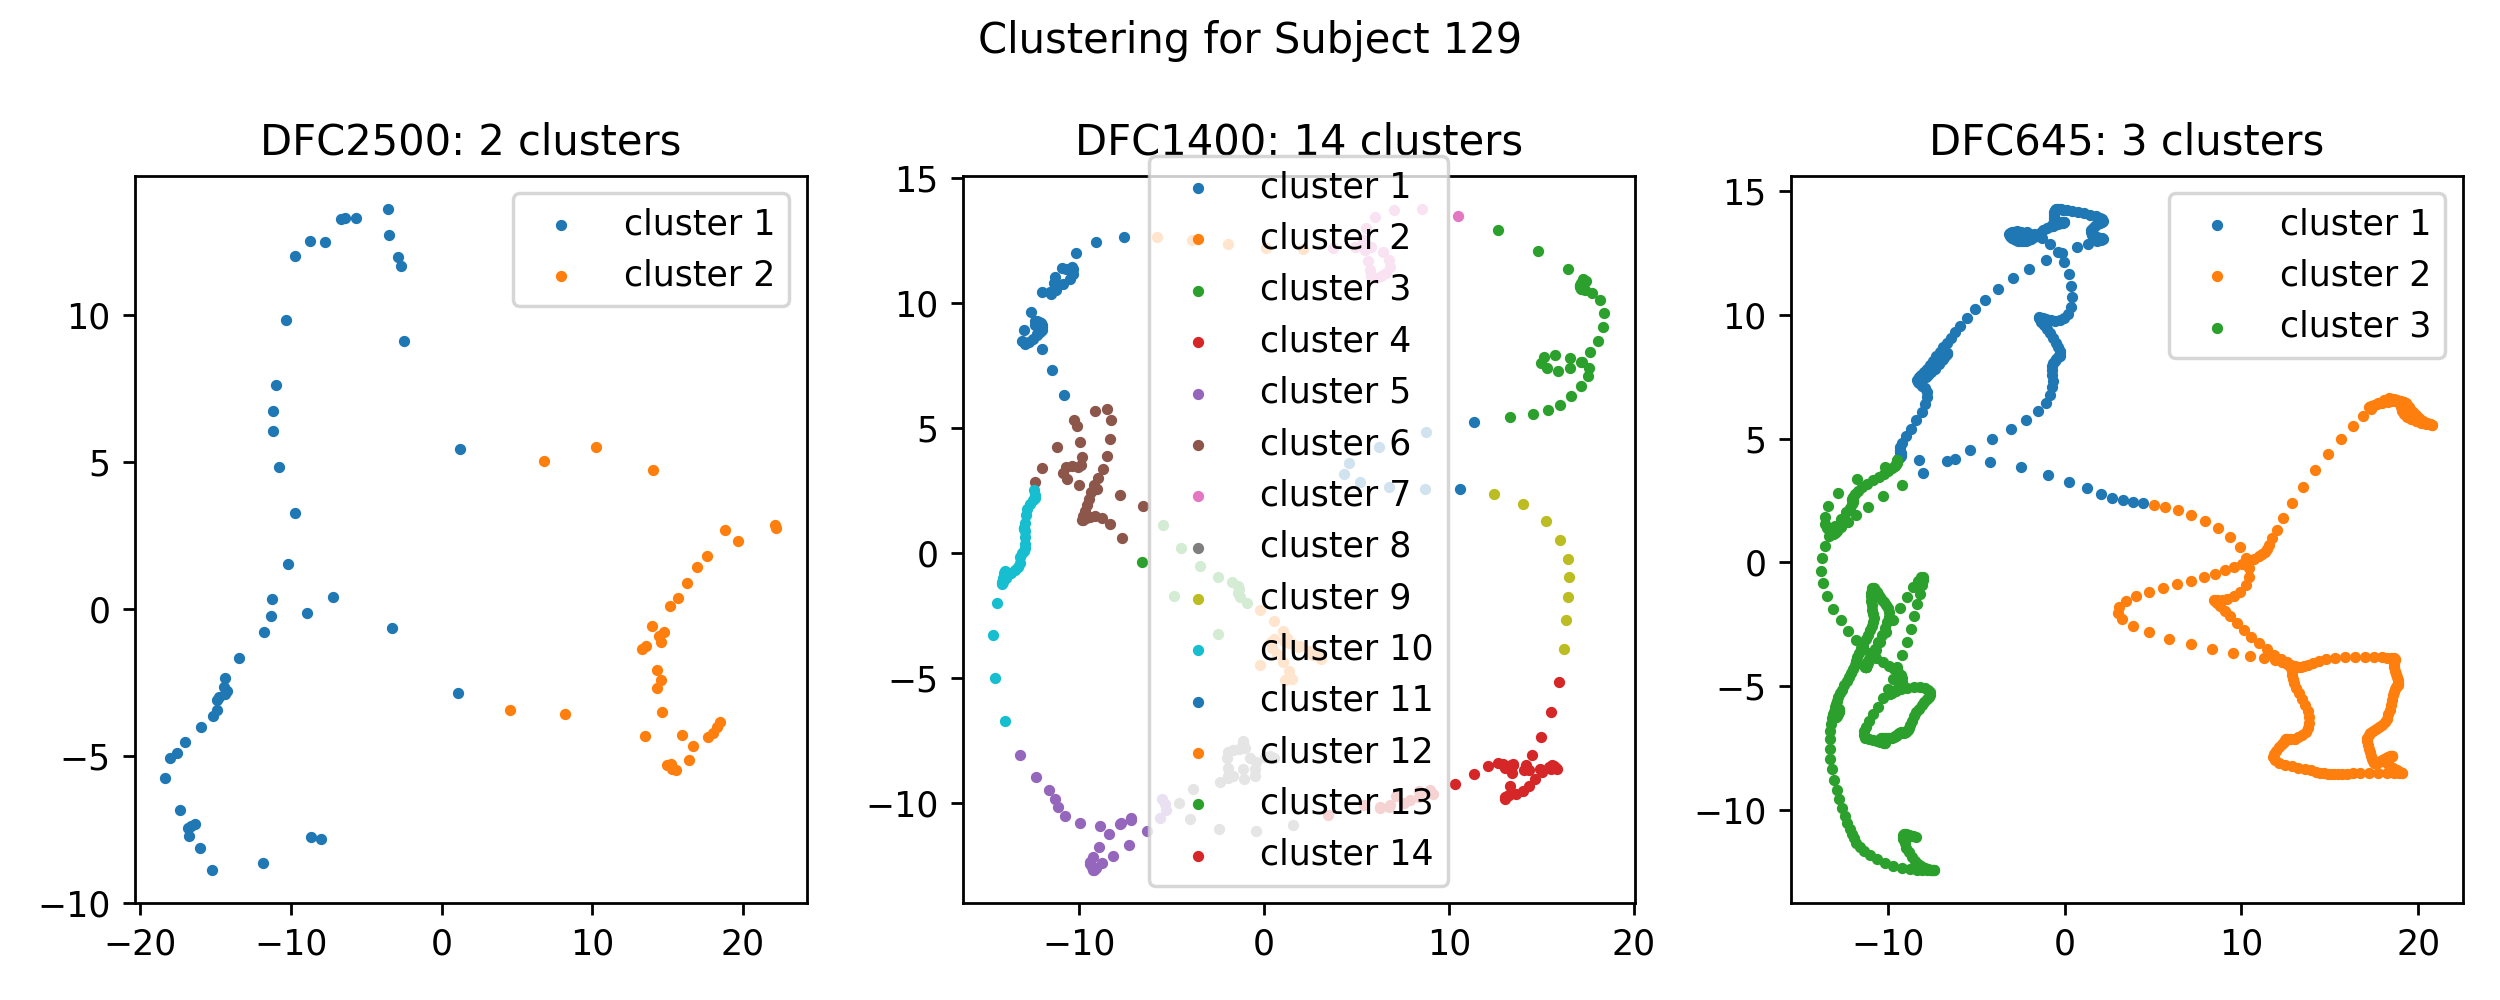 Clustering for Subject 129
DFC2500: 2 clusters
cluster 1
cluster 2
10
5
0
−5
−10
−20
−10
0
10
20
DFC1400: 14 clusters
cluster 1
cluster 2
cluster 3
cluster 4
cluster 5
cluster 6
cluster 7
cluster 8
cluster 9
cluster 10
cluster 11
cluster 12
cluster 13
cluster 14
15
10
5
0
−5
−10
−10
0
10
20
DFC645: 3 clusters
cluster 1
cluster 2
cluster 3
15
10
5
0
−5
−10
−10
0
10
20